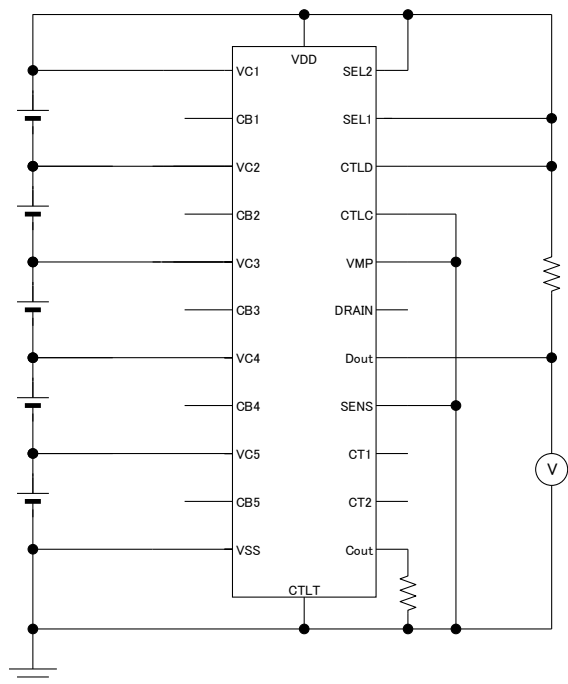 VDD
VC1 SEL2
CB1 SEL1
VC2 CTLD
CB2 CTLC
VC3 VMP
CB3 DRAIN
VC4 Dout
CB4 SENS
VC5 CT1
V
CB5 CT2
VSS Cout
CTLT